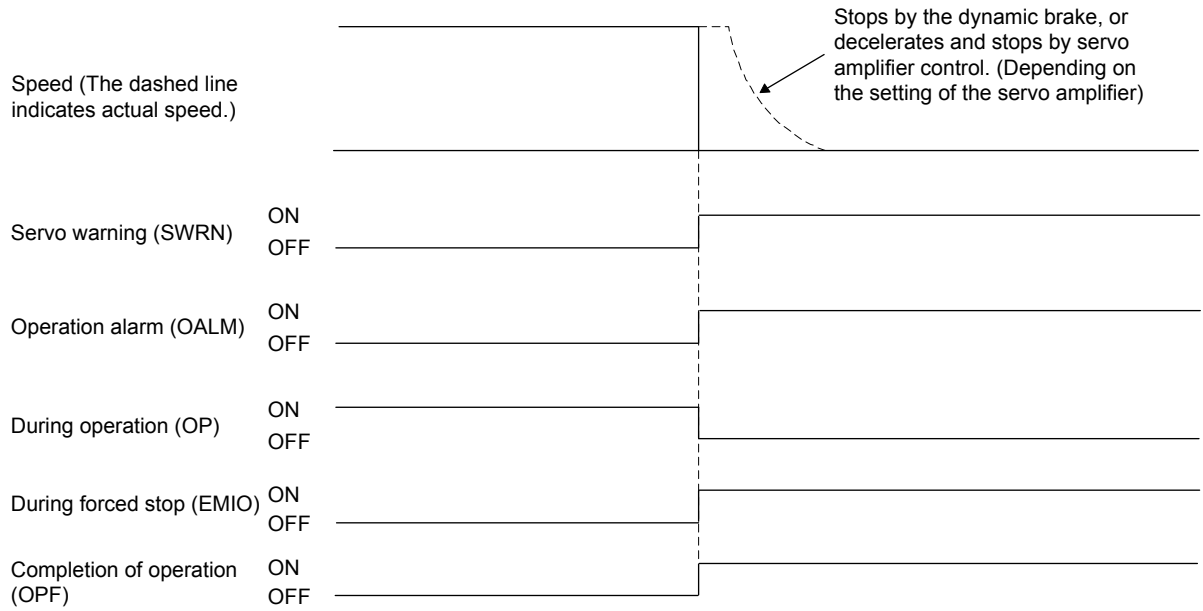 Stops by the dynamic brake, or
decelerates and stops by servo
amplifier control. (Depending on
the setting of the servo amplifier)
Speed (The dashed line
indicates actual speed.)
ON
Servo warning (SWRN)
OFF
ON
Operation alarm (OALM)
OFF
ON
During operation (OP)
OFF
ON
During forced stop (EMIO)
OFF
Completion of operation
(OPF)
ON
OFF